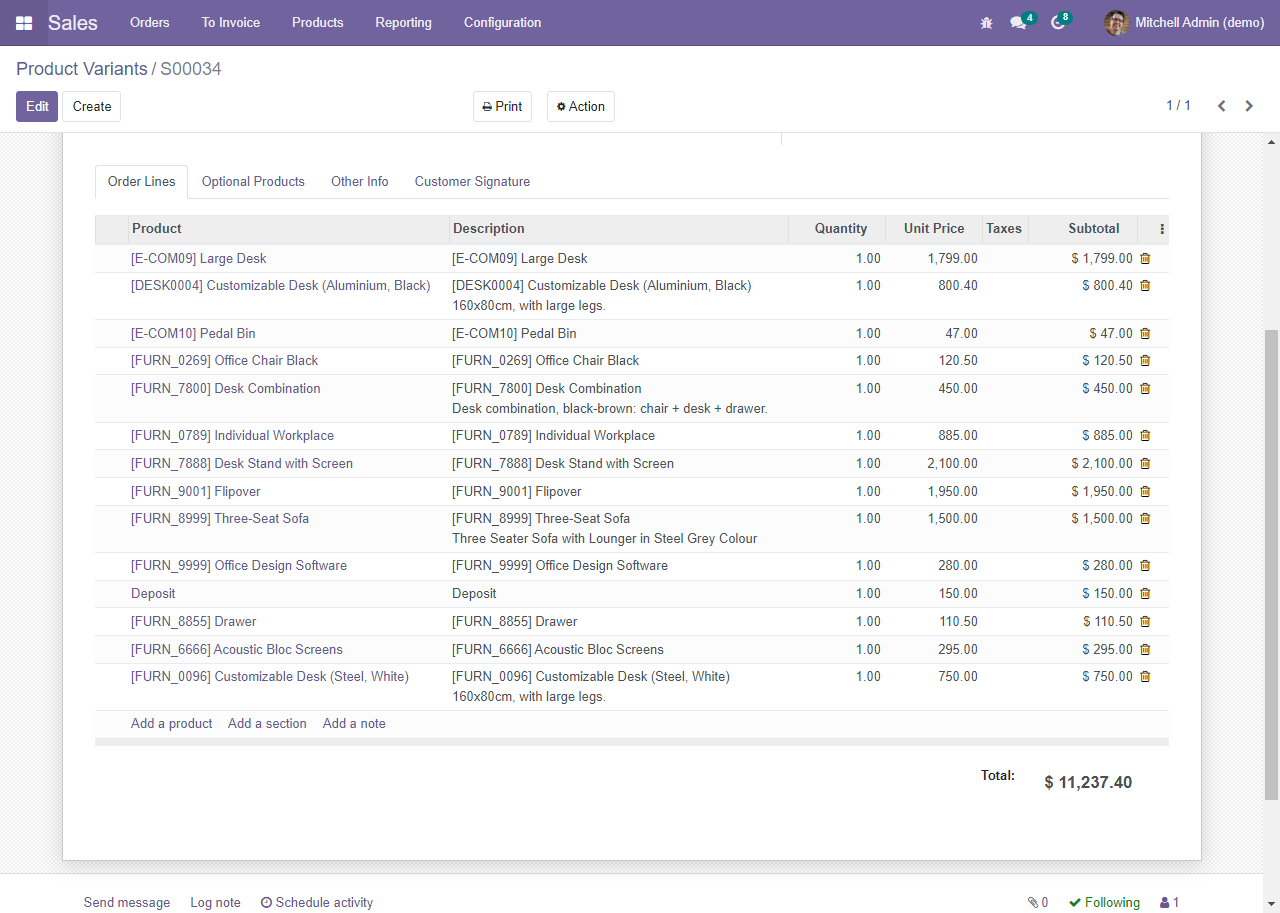 Sales Orders To Invoice Products Reporting Configuration 4 8 Mitchell Admin (demo)
Product Variants / S00034
Edit Create Print Action 1 / 1
Order Lines Optional Products Other Info Customer Signature
Product Description Quantity Unit Price Taxes Subtotal
[E-COM09] Large Desk [E-COM09] Large Desk 1.00 1,799.00 $ 1,799.00
[DESK0004] Customizable Desk (Aluminium, Black) [DESK0004] Customizable Desk (Aluminium, Black) 1.00 800.40 $ 800.40
160x80cm, with large legs.
[E-COM10] Pedal Bin [E-COM10] Pedal Bin 1.00 47.00 $ 47.00
[FURN_0269] Office Chair Black [FURN_0269] Office Chair Black 1.00 120.50 $ 120.50
[FURN_7800] Desk Combination [FURN_7800] Desk Combination 1.00 450.00 $ 450.00
Desk combination, black-brown: chair + desk + drawer.
[FURN_0789] Individual Workplace [FURN_0789] Individual Workplace 1.00 885.00 $ 885.00
[FURN_7888] Desk Stand with Screen [FURN_7888] Desk Stand with Screen 1.00 2,100.00 $ 2,100.00
[FURN_9001] Flipover [FURN_9001] Flipover 1.00 1,950.00 $ 1,950.00
[FURN_8999] Three-Seat Sofa [FURN_8999] Three-Seat Sofa 1.00 1,500.00 $ 1,500.00
Three Seater Sofa with Lounger in Steel Grey Colour
[FURN_9999] Office Design Software [FURN_9999] Office Design Software 1.00 280.00 $ 280.00
Deposit Deposit 1.00 150.00 $ 150.00
[FURN_8855] Drawer [FURN_8855] Drawer 1.00 110.50 $ 110.50
[FURN_6666] Acoustic Bloc Screens [FURN_6666] Acoustic Bloc Screens 1.00 295.00 $ 295.00
[FURN_0096] Customizable Desk (Steel, White) [FURN_0096] Customizable Desk (Steel, White) 1.00 750.00 $ 750.00
160x80cm, with large legs.
Add a product Add a section Add a note
Total: $ 11,237.40
Send message Log note Schedule activity 0 Following 1